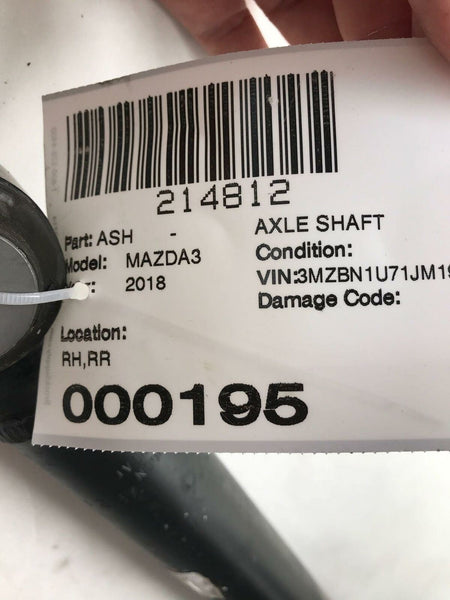 214812
Part: ASH - AXLE SHAFT
Model: MAZDA3 Condition:
2018 VIN:3MZBN1U71JM19
Damage Code:
Location:
RH,RR
000195